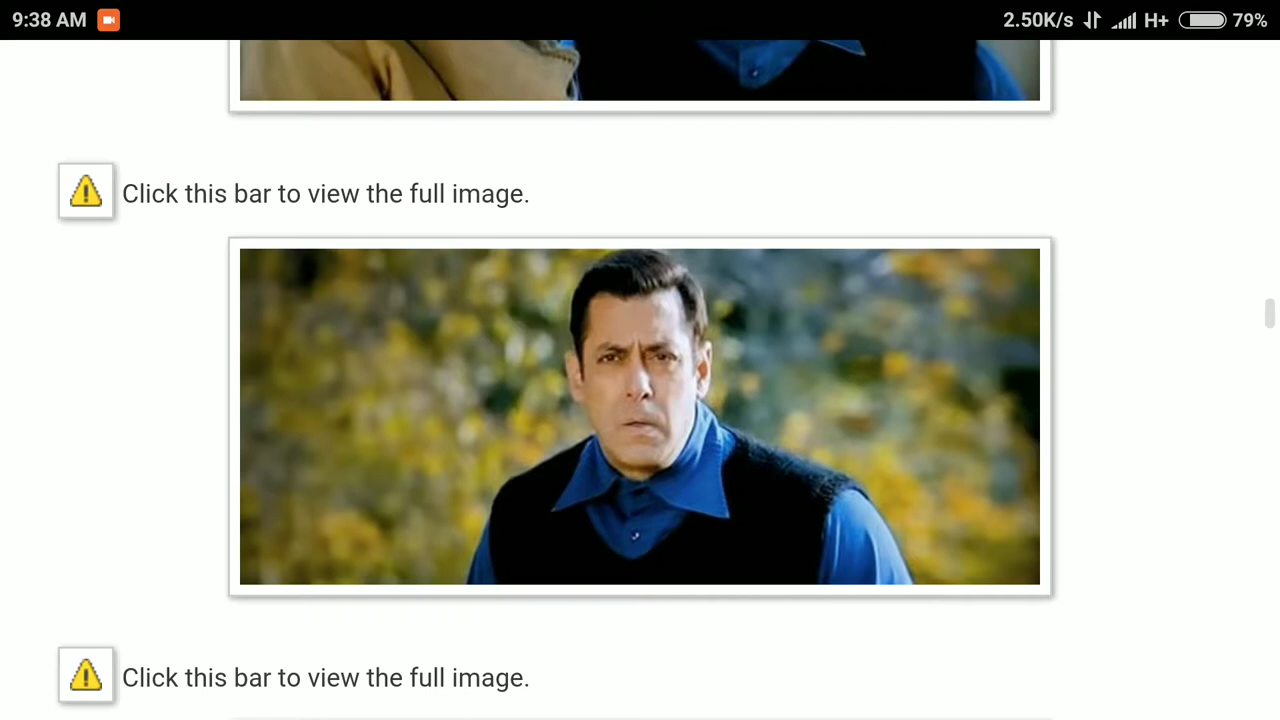 9:38 AM 2.50K/s H+ 79%
Click this bar to view the full image.
Click this bar to view the full image.